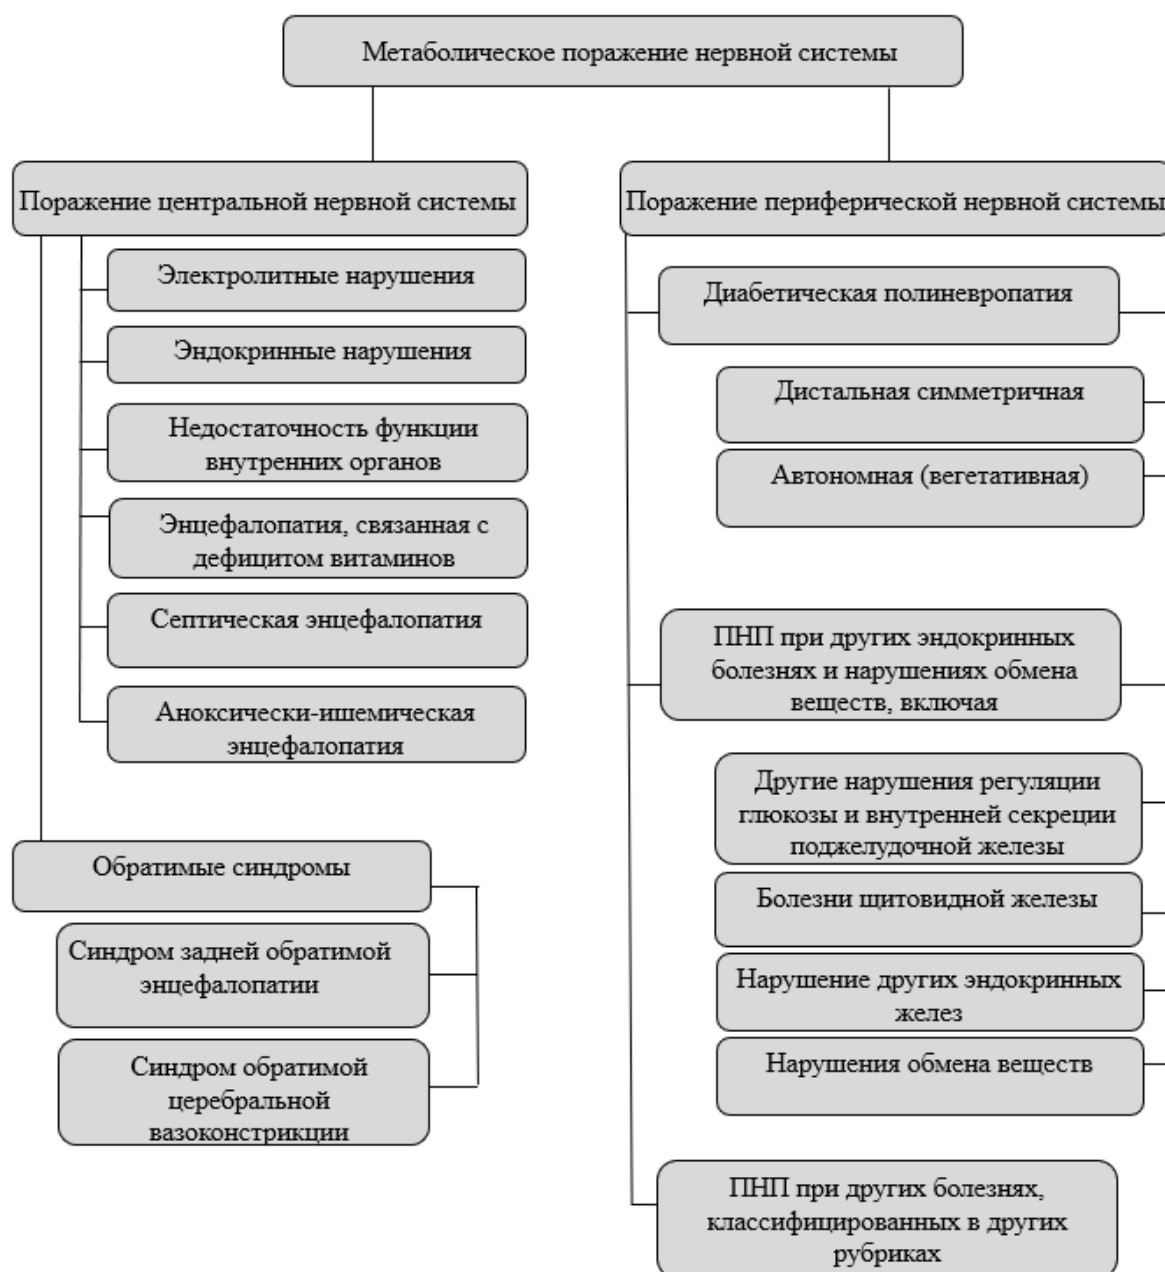 Метаболическое поражение нервной системы
Поражение центральной нервной системы
Электролитные нарушения
Эндокринные нарушения
Недостаточность функции
внутренних органов
Энцефалопатия, связанная с
дефицитом витаминов
Септическая энцефалопатия
Аноксически-ишемическая
энцефалопатия
Обратимые синдромы
Синдром задней обратимой
энцефалопатии
Синдром обратимой
церебральной
вазоконстрикции
Поражение периферической нервной системы
Диабетическая полиневропатия
Дистальная симметричная
Автономная (вегетативная)
ПНП при других эндокринных
болезнях и нарушениях обмена
веществ, включая
Другие нарушения регуляции
глюкозы и внутренней секреции
поджелудочной железы
Болезни щитовидной железы
Нарушение других эндокринных
желез
Нарушения обмена веществ
ПНП при других болезнях,
классифицированных в других
рубриках